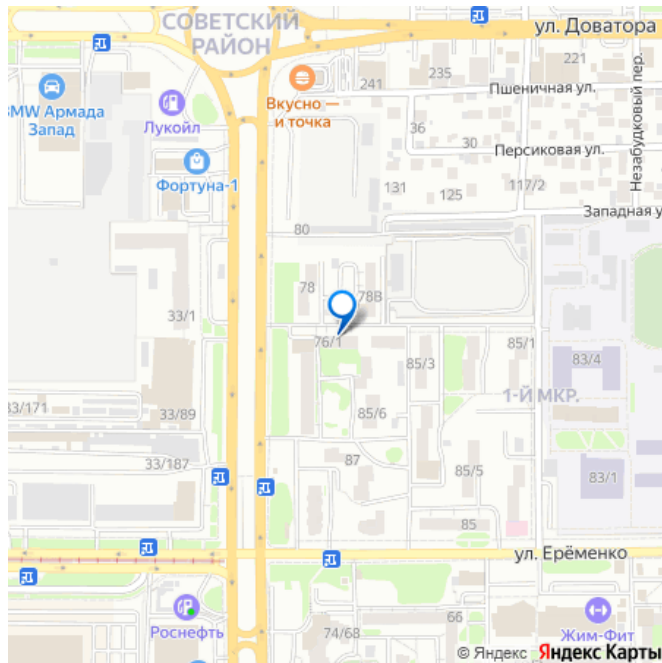 СОВЕТСКИЙ
РАЙОН
ул. Доватора
241
235
221
Пшеничная ул.
Незабудковый пер.
BMW Армада
Запад
Лукойл
Вкусно —
и точка
36
30
Персиковая ул.
Фортуна-1
131
125
117/2
Западная у
80
78
78В
33/1
76/1
85/3
85/1
83/4
1-Й МКР.
33/171
33/89
85/6
33/187
87
85/5
83/1
85
ул. Ерёменко
Роснефть
66
74/68
Жим-Фит
© Яндекс Яндекс Карты